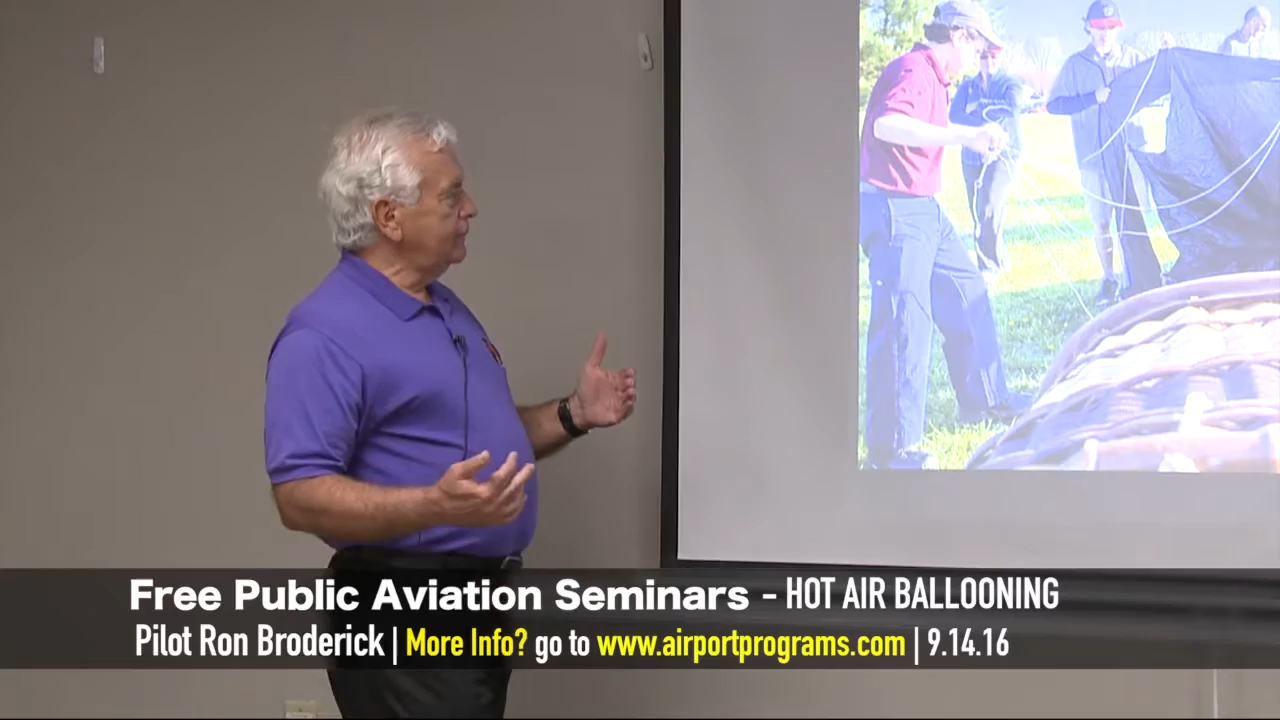 Free Public Aviation Seminars - HOT AIR BALLOONING
Pilot Ron Broderick | More Info? go to www.airportprograms.com | 9.14.16